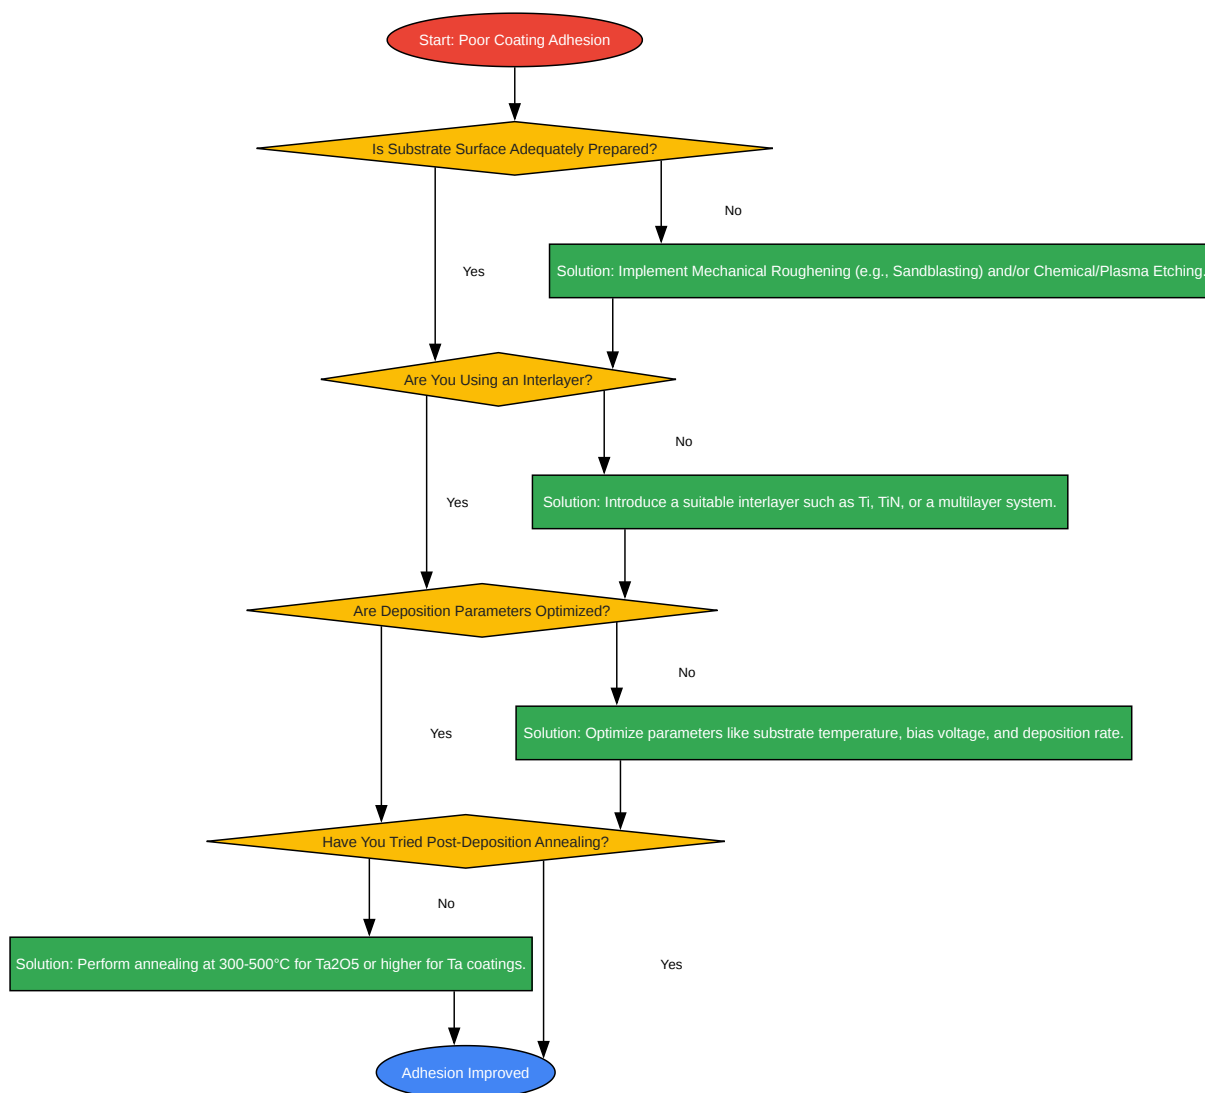 Start: Poor Coating Adhesion
Is Substrate Surface Adequately Prepared?
No
Yes
Solution: Implement Mechanical Roughening (e.g., Sandblasting) and/or Chemical/Plasma Etching.
Are You Using an Interlayer?
No
Yes
Solution: Introduce a suitable interlayer such as Ti, TiN, or a multilayer system.
Are Deposition Parameters Optimized?
No
Yes
Solution: Optimize parameters like substrate temperature, bias voltage, and deposition rate.
Have You Tried Post-Deposition Annealing?
No
Solution: Perform annealing at 300-500°C for Ta2O5 or higher for Ta coatings.
Yes
Adhesion Improved